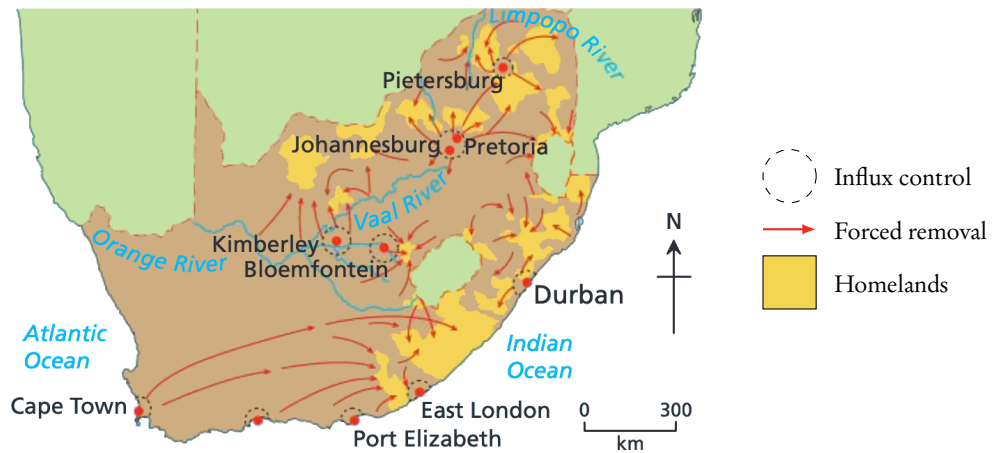 Limpopo River
Pietersburg
Johannesburg
Pretoria
Vaal River
Kimberley
Orange River
Bloemfontein
Durban
Atlantic
Ocean
Indian
Ocean
Cape Town
East London
Port Elizabeth
N
0 300
km
Influx control
Forced removal
Homelands